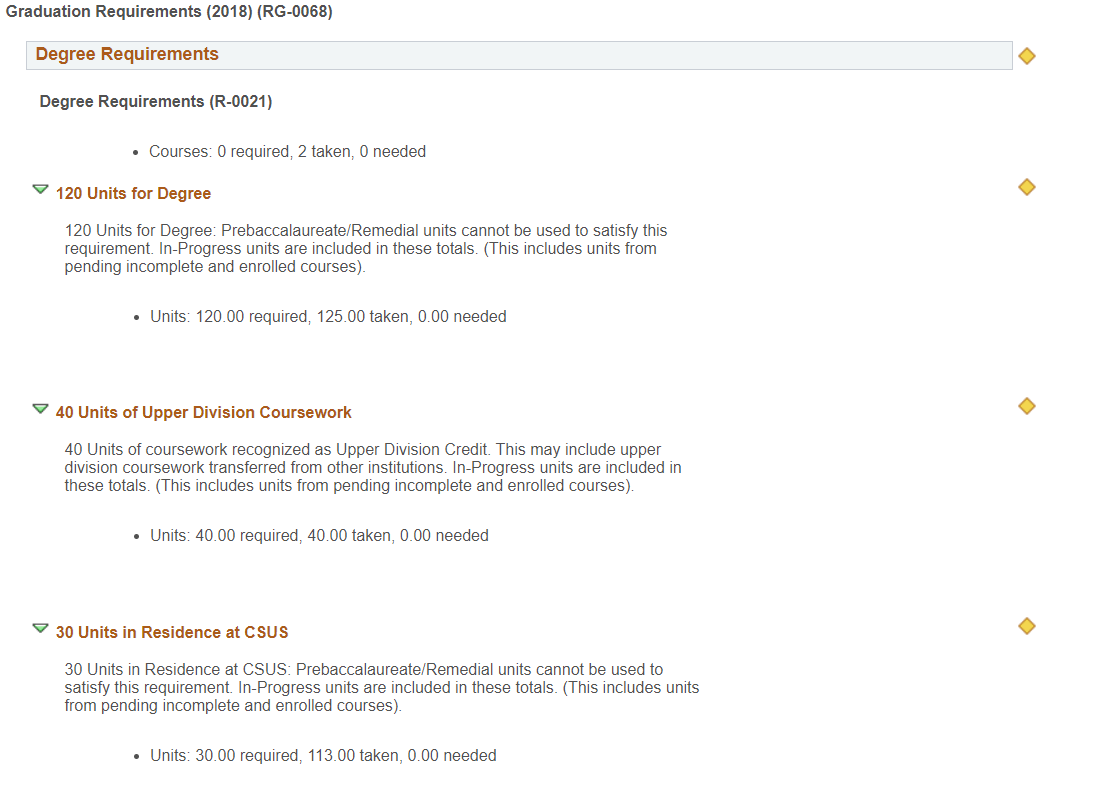 Graduation Requirements (2018) (RG-0068)
Degree Requirements
Degree Requirements (R-0021)
• Courses: 0 required, 2 taken, 0 needed
120 Units for Degree
120 Units for Degree: Prebaccalaureate/Remedial units cannot be used to satisfy this
requirement. In-Progress units are included in these totals. (This includes units from
pending incomplete and enrolled courses).
• Units: 120.00 required, 125.00 taken, 0.00 needed
40 Units of Upper Division Coursework
40 Units of coursework recognized as Upper Division Credit. This may include upper
division coursework transferred from other institutions. In-Progress units are included in
these totals. (This includes units from pending incomplete and enrolled courses).
• Units: 40.00 required, 40.00 taken, 0.00 needed
30 Units in Residence at CSUS
30 Units in Residence at CSUS: Prebaccalaureate/Remedial units cannot be used to
satisfy this requirement. In-Progress units are included in these totals. (This includes units
from pending incomplete and enrolled courses).
• Units: 30.00 required, 113.00 taken, 0.00 needed